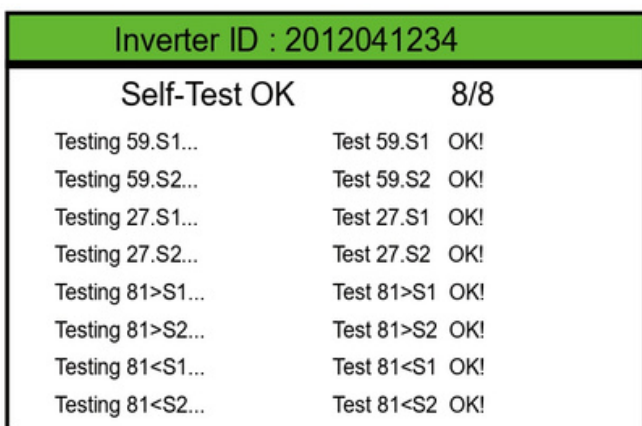 Inverter ID : 2012041234
Self-Test OK 8/8
Testing 59.S1... Test 59.S1 OK!
Testing 59.S2... Test 59.S2 OK!
Testing 27.S1... Test 27.S1 OK!
Testing 27.S2... Test 27.S2 OK!
Testing 81>S1... Test 81>S1 OK!
Testing 81>S2... Test 81>S2 OK!
Testing 81<S1... Test 81<S1 OK!
Testing 81<S2... Test 81<S2 OK!